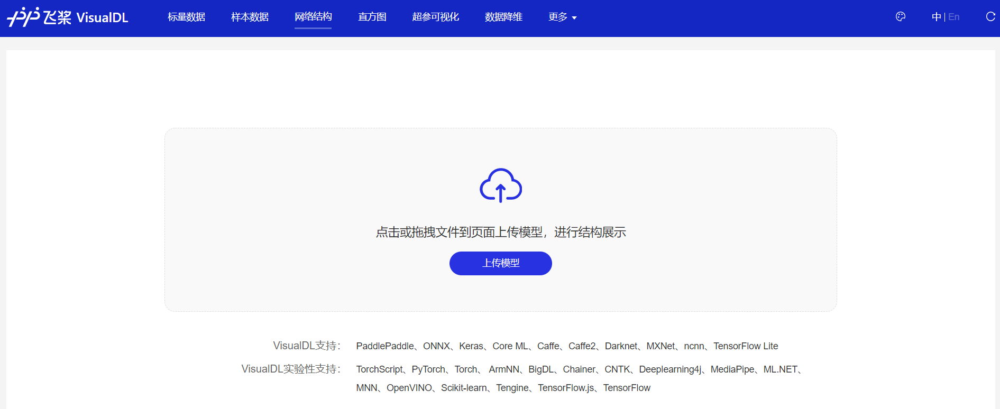 飞桨 VisualDL 标量数据 样本数据 网络结构 直方图 超参可视化 数据降维 更多 中 | En
点击或拖拽文件到页面上传模型，进行结构展示
上传模型
VisualDL支持： PaddlePaddle、ONNX、Keras、Core ML、Caffe、Caffe2、Darknet、MXNet、ncnn、TensorFlow Lite
VisualDL实验性支持： TorchScript、PyTorch、Torch、 ArmNN、BigDL、Chainer、CNTK、Deeplearning4j、MediaPipe、ML.NET、
MNN、OpenVINO、Scikit-learn、Tengine、TensorFlow.js、TensorFlow